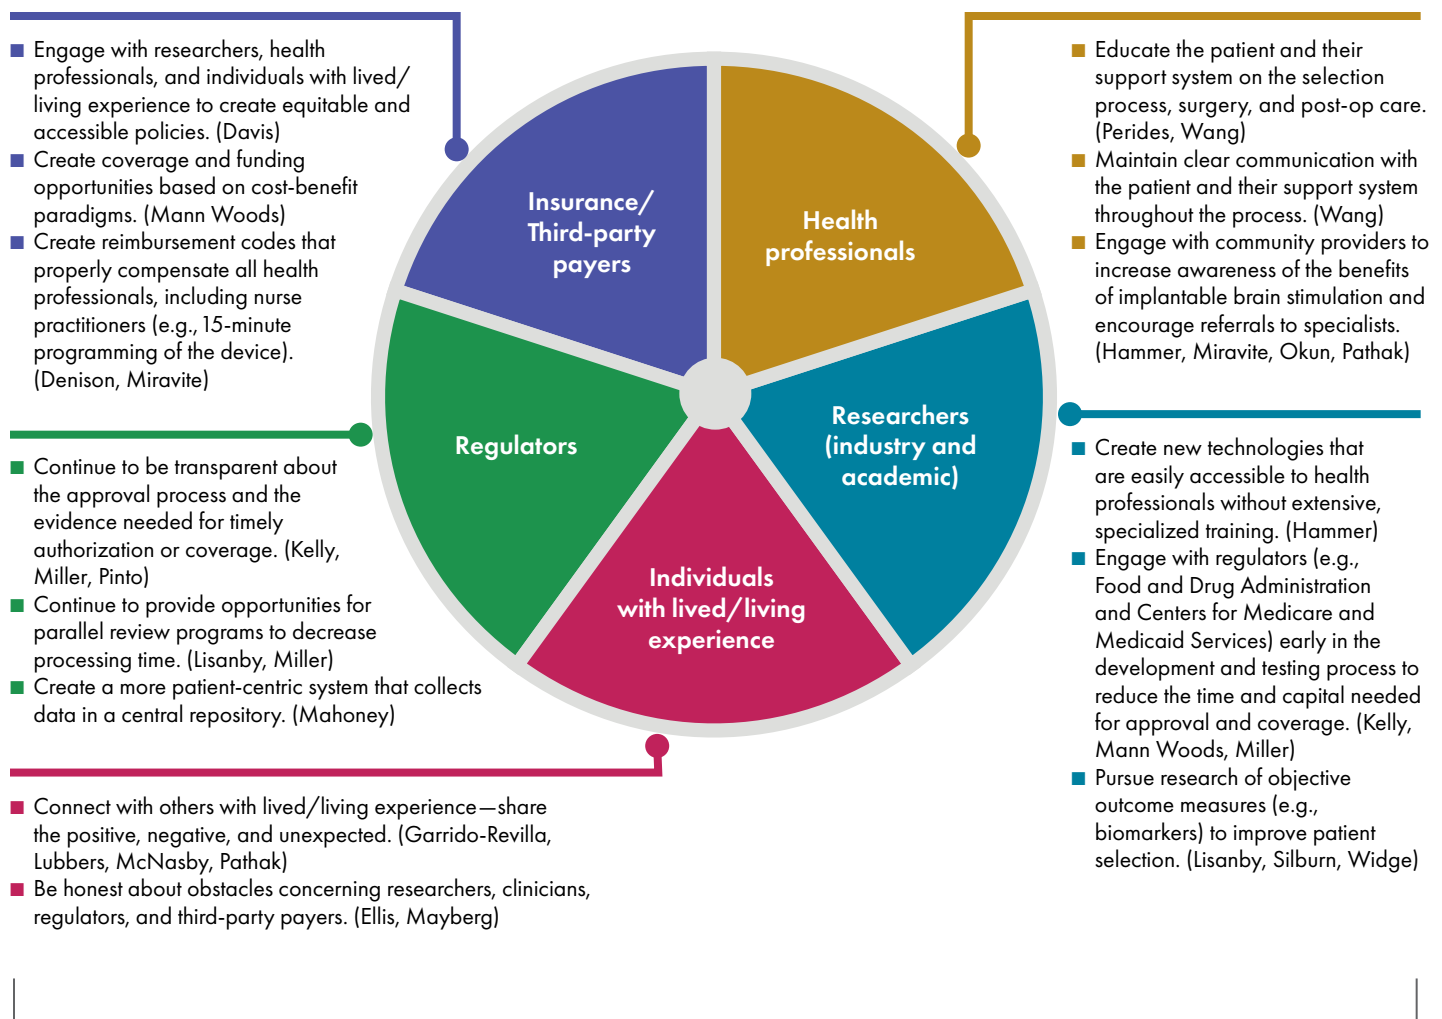 Engage with researchers, health
professionals, and individuals with lived/
living experience to create equitable and
accessible policies. (Davis)
Create coverage and funding
opportunities based on cost-benefit
paradigms. (Mann Woods)
Create reimbursement codes that
properly compensate all health
professionals, including nurse
practitioners (e.g., 15-minute
programming of the device).
(Denison, Miravite)
Insurance/
Third-party
payers
Health
professionals
Educate the patient and their
support system on the selection
process, surgery, and post-op care.
(Perides, Wang)
Maintain clear communication with
the patient and their support system
throughout the process. (Wang)
Engage with community providers to
increase awareness of the benefits
of implantable brain stimulation and
encourage referrals to specialists.
(Hammer, Miravite, Okun, Pathak)
Regulators
Researchers
(industry and
academic)
Continue to be transparent about
the approval process and the
evidence needed for timely
authorization or coverage. (Kelly,
Miller, Pinto)
Continue to provide opportunities for
parallel review programs to decrease
processing time. (Lisanby, Miller)
Create a more patient-centric system that collects
data in a central repository. (Mahoney)
Individuals
with lived/living
experience
Create new technologies that
are easily accessible to health
professionals without extensive,
specialized training. (Hammer)
Engage with regulators (e.g.,
Food and Drug Administration
and Centers for Medicare and
Medicaid Services) early in the
development and testing process to
reduce the time and capital needed
for approval and coverage. (Kelly,
Mann Woods, Miller)
Pursue research of objective
outcome measures (e.g.,
biomarkers) to improve patient
selection. (Lisanby, Silburn, Widge)
Connect with others with lived/living experience—share
the positive, negative, and unexpected. (Garrido-Revilla,
Lubbers, McNasby, Pathak)
Be honest about obstacles concerning researchers, clinicians,
regulators, and third-party payers. (Ellis, Mayberg)